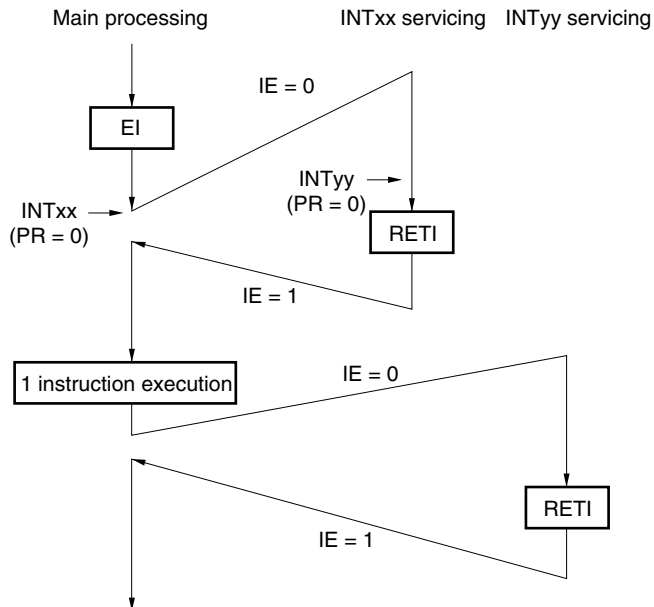 Main processing
INTxx servicing
INTyy servicing
IE = 0
EI
INTyy
(PR = 0)
INTxx
(PR = 0)
RETI
IE = 1
1 instruction execution
IE = 0
RETI
IE = 1